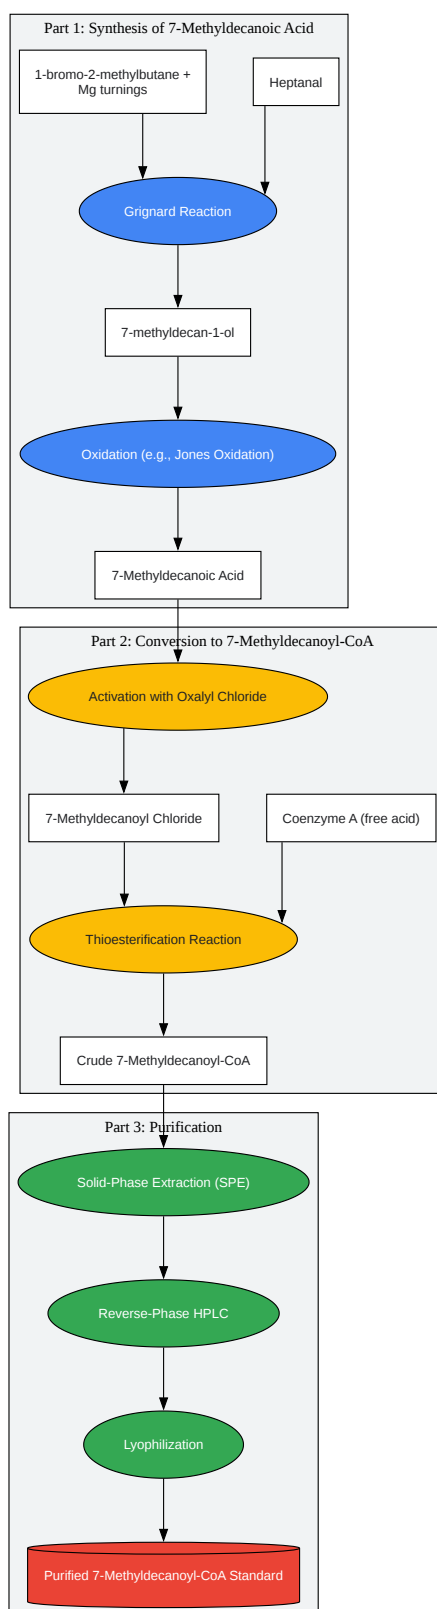 Part 1: Synthesis of 7-Methyldecanoic Acid
1-bromo-2-methylbutane +
Mg turnings
Heptanal
Grignard Reaction
7-methyldecan-1-ol
Oxidation (e.g., Jones Oxidation)
7-Methyldecanoic Acid
Part 2: Conversion to 7-Methyldecanoyl-CoA
Activation with Oxalyl Chloride
7-Methyldecanoyl Chloride
Coenzyme A (free acid)
Thioesterification Reaction
Crude 7-Methyldecanoyl-CoA
Part 3: Purification
Solid-Phase Extraction (SPE)
Reverse-Phase HPLC
Lyophilization
Purified 7-Methyldecanoyl-CoA Standard